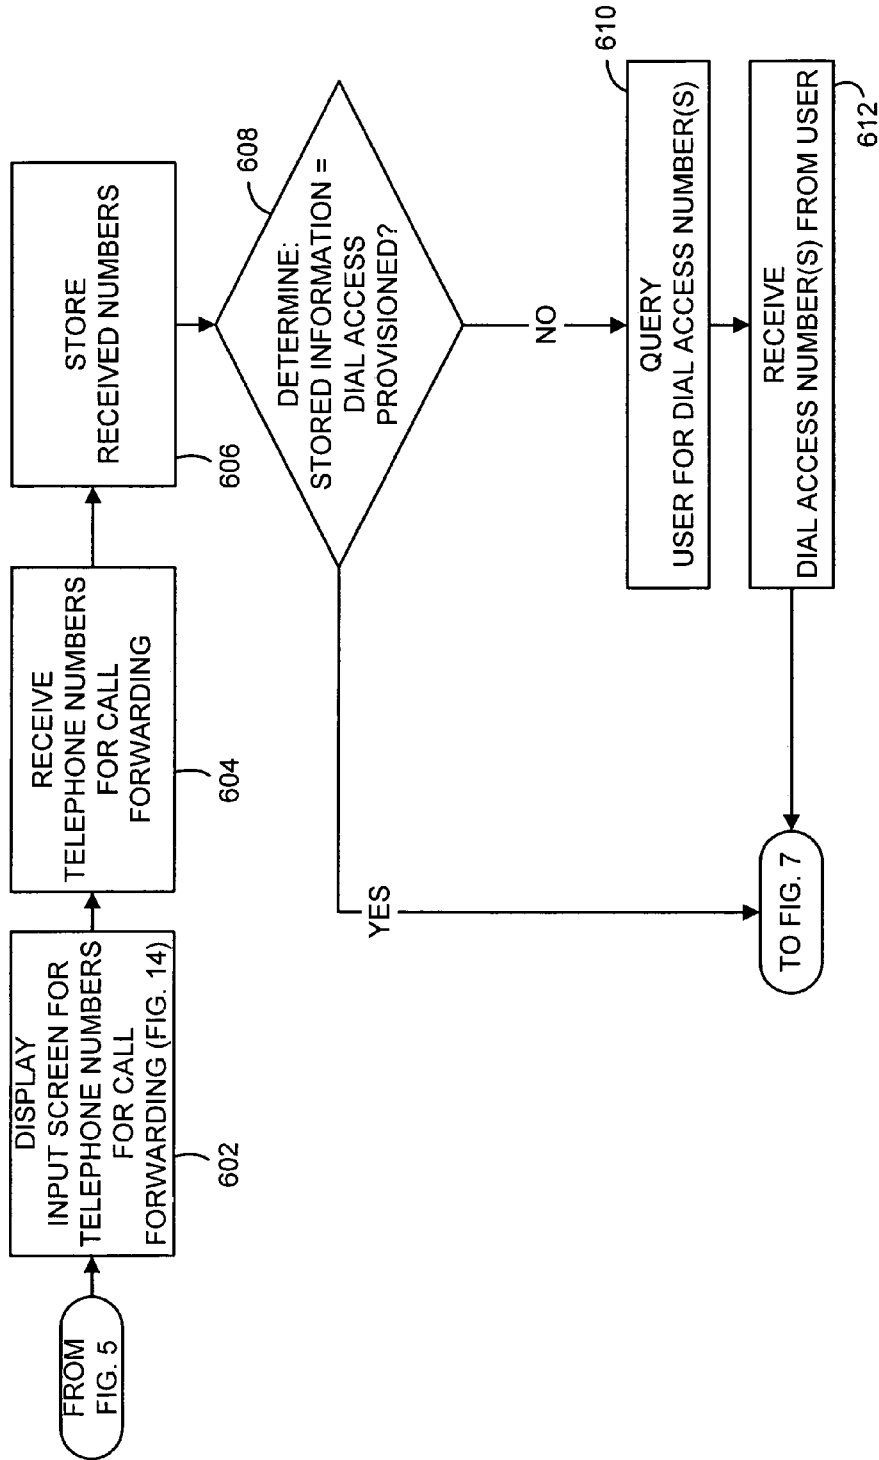 FROM
FIG. 5
DISPLAY
INPUT SCREEN FOR
TELEPHONE NUMBERS
FOR CALL
FORWARDING (FIG. 14)
602
RECEIVE
TELEPHONE NUMBERS
FOR CALL
FORWARDING
604
STORE
RECEIVED NUMBERS
606
DETERMINE:
STORED INFORMATION =
DIAL ACCESS
PROVISIONED?
608
YES
NO
QUERY
USER FOR DIAL ACCESS NUMBER(S)
610
RECEIVE
DIAL ACCESS NUMBER(S) FROM USER
612
TO FIG. 7